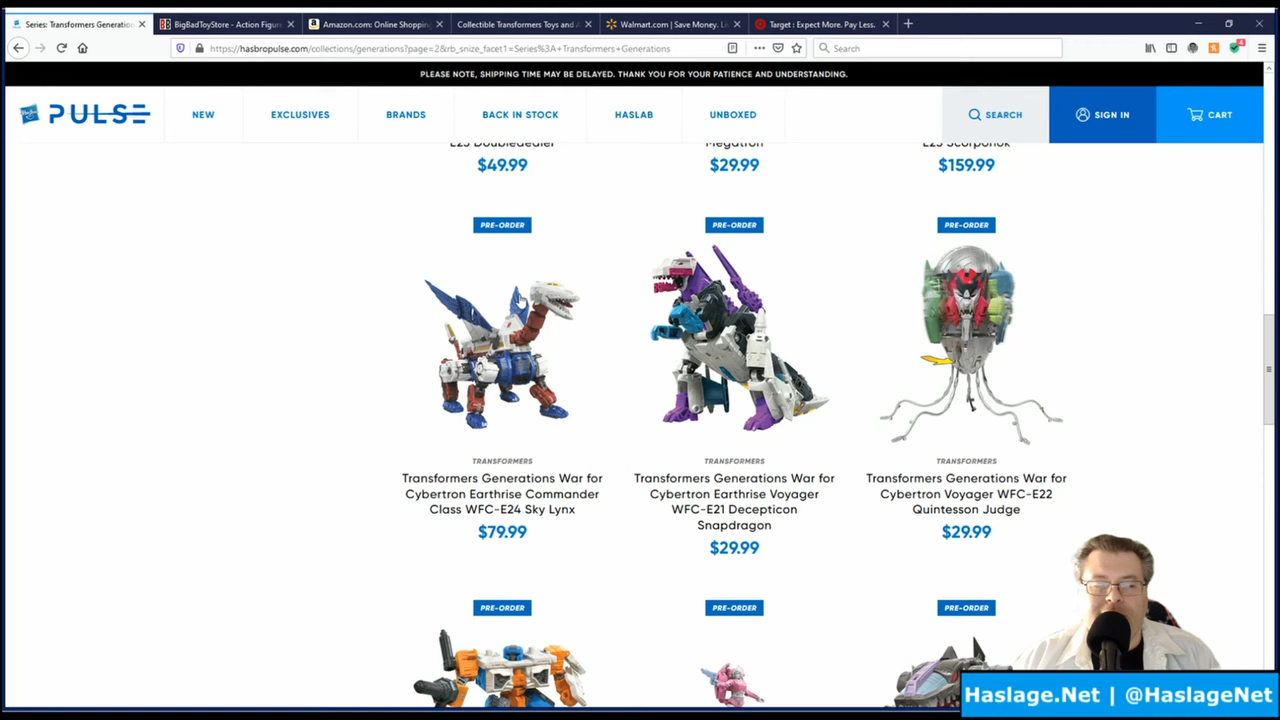 Series: Transformers Generation
BigBadToyStore - Action Figur
Amazon.com: Online Shopping
Collectible Transformers Toys and A
Walmart.com | Save Money. Li
Target : Expect More. Pay Less.
https://hasbropulse.com/collections/generations?page=2&rb_snize_facet1=Series%3A+Transformers+Generations
Search
PLEASE NOTE, SHIPPING TIME MAY BE DELAYED. THANK YOU FOR YOUR PATIENCE AND UNDERSTANDING.
PULSE
NEW
EXCLUSIVES
BRANDS
BACK IN STOCK
HASLAB
UNBOXED
SEARCH
SIGN IN
CART
E23 Doubledealer
Megatron
E25 Scorponok
$49.99
$29.99
$159.99
PRE-ORDER
PRE-ORDER
PRE-ORDER
TRANSFORMERS
Transformers Generations War for
Cybertron Earthrise Commander
Class WFC-E24 Sky Lynx
$79.99
TRANSFORMERS
Transformers Generations War for
Cybertron Earthrise Voyager
WFC-E21 Decepticon
Snapdragon
$29.99
TRANSFORMERS
Transformers Generations War for
Cybertron Voyager WFC-E22
Quintesson Judge
$29.99
PRE-ORDER
PRE-ORDER
PRE-ORDER
Haslage.Net | @HaslageNet